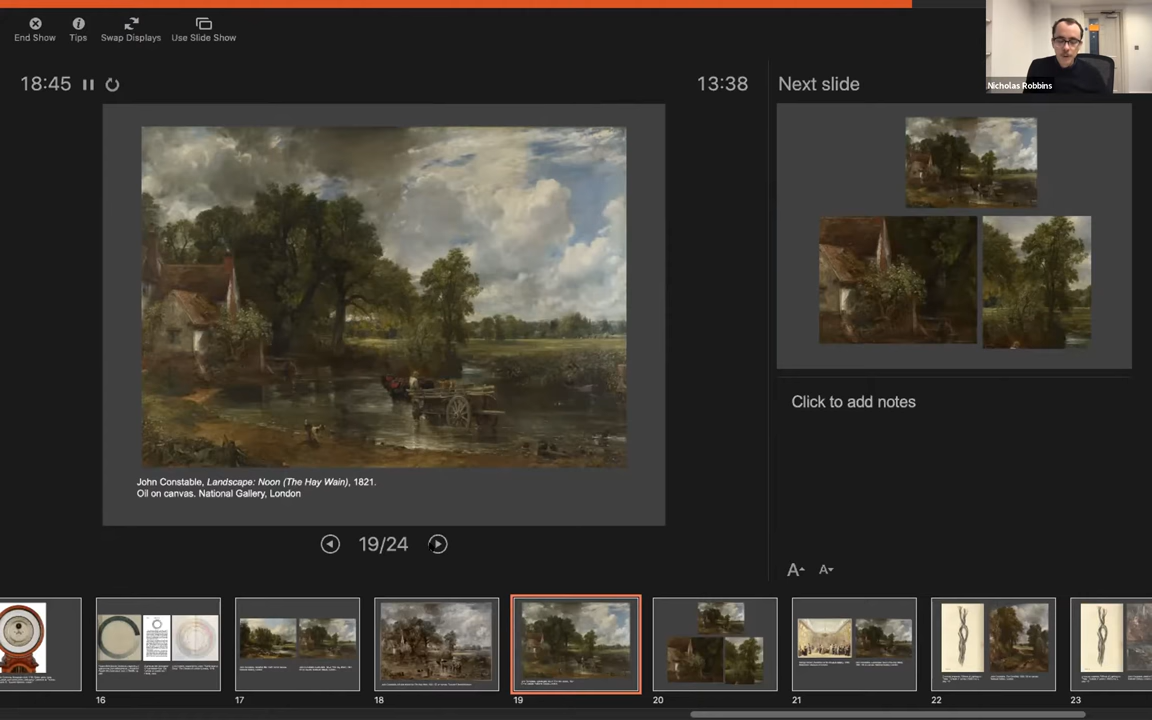 End Show
Tips
Swap Displays
Use Slide Show
Nicholas Robbins
18:45
13:38
Next slide
John Constable, Landscape: Noon (The Hay Wain), 1821.
Oil on canvas. National Gallery, London
Click to add notes
19/24
A
A
16
17
18
19
20
21
22
23